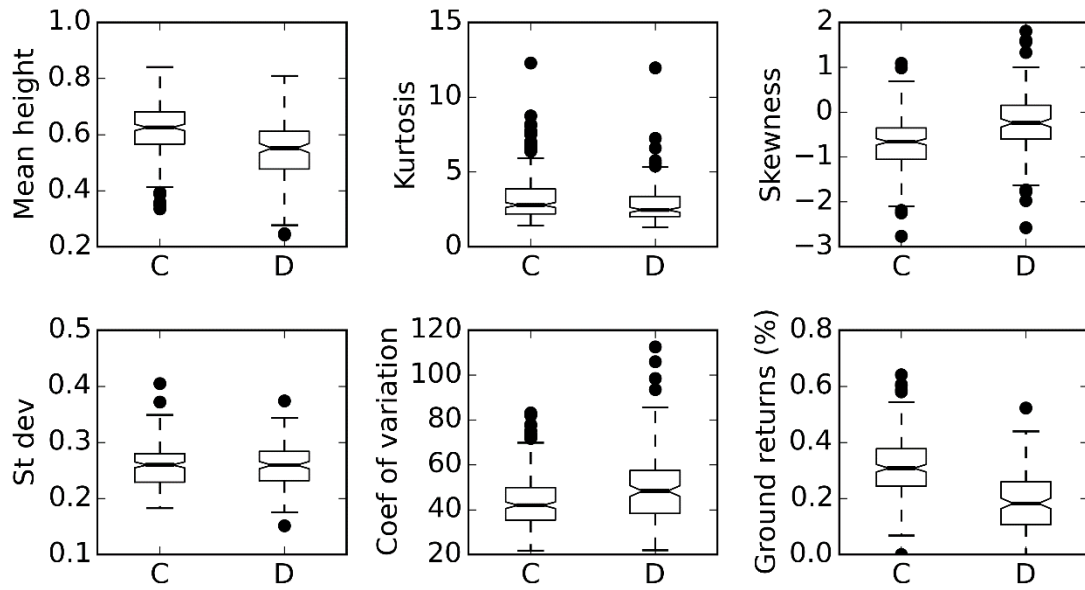 Mean height
1.0
0.8
0.6
0.4
0.2
C D
Kurtosis
15
10
5
0
C D
Skewness
2
1
0
−1
−2
−3
C D
St dev
0.5
0.4
0.3
0.2
0.1
C D
Coef of variation
120
100
80
60
40
20
C D
Ground returns (%)
0.8
0.6
0.4
0.2
0.0
C D